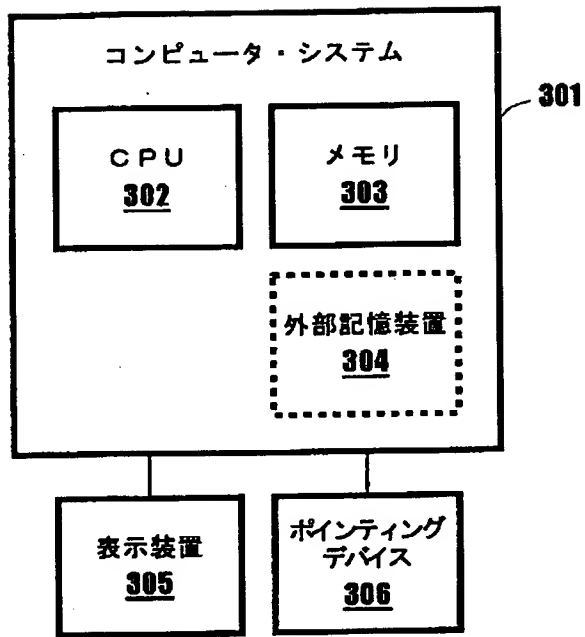 コンピュータ・システム
301
CPU
302
メモリ
303
外部記憶装置
304
表示装置
305
ポインティング
デバイス
306